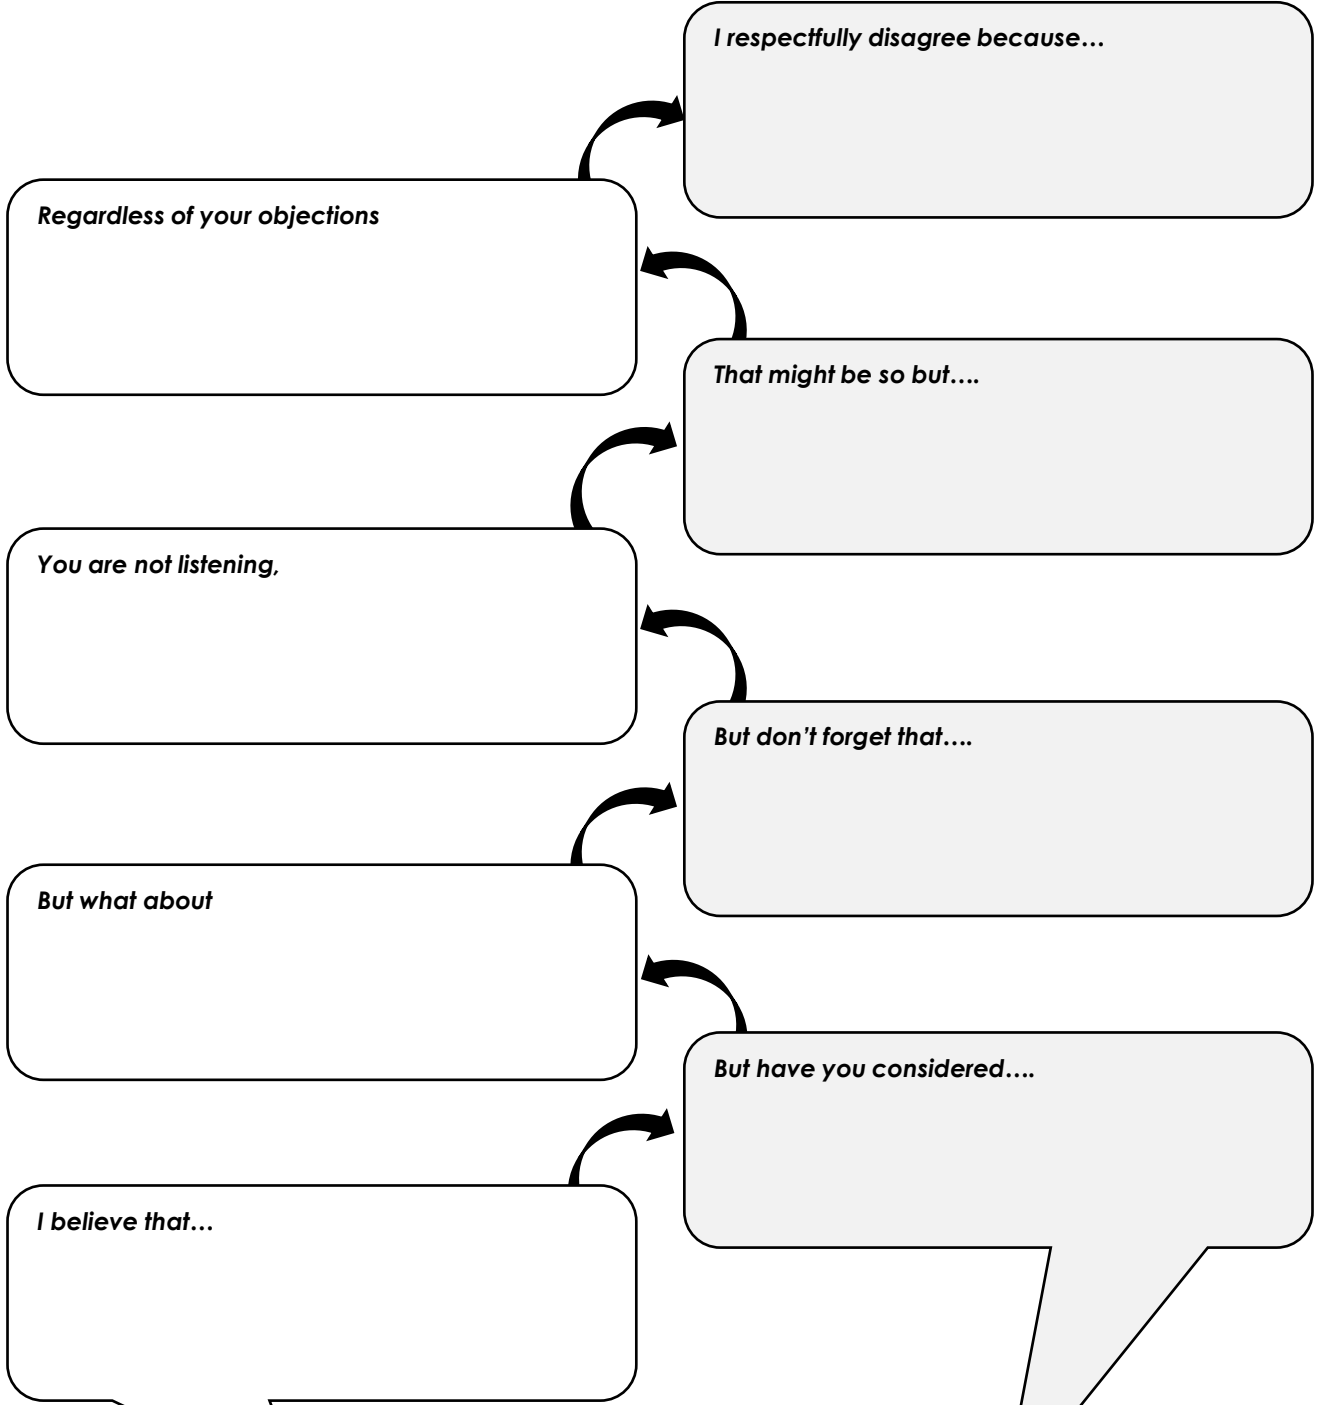 I respectfully disagree because…
Regardless of your objections
That might be so but….
You are not listening,
But don’t forget that….
But what about
But have you considered….
I believe that…